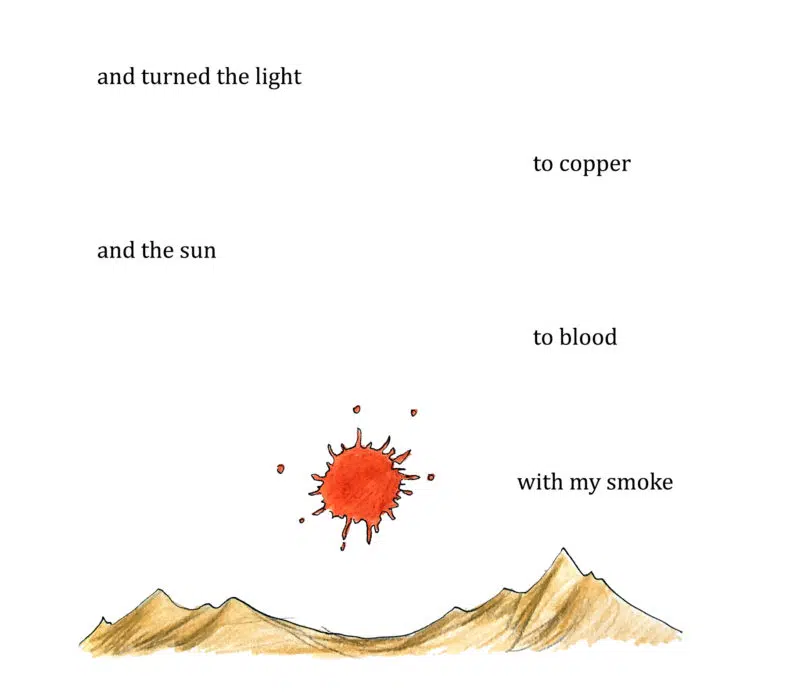 and turned the light
to copper
and the sun
to blood
with my smoke